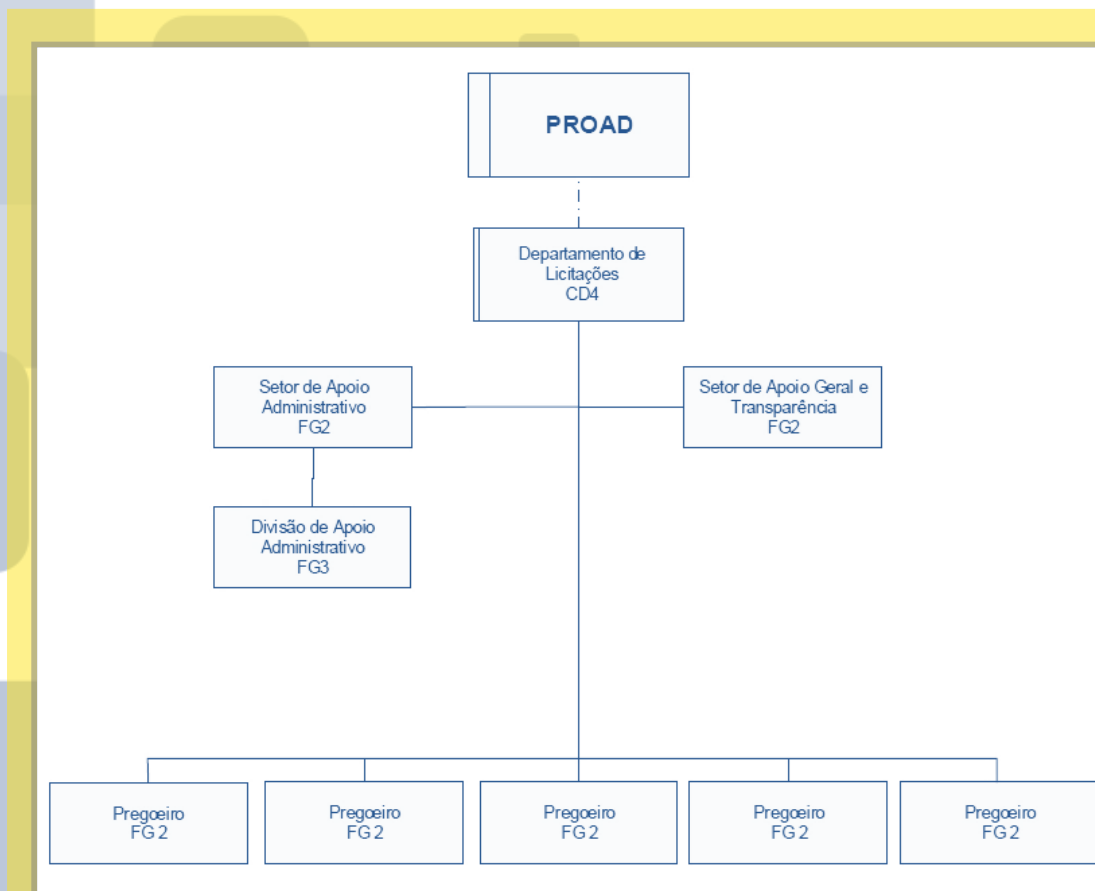 PROAD
Departamento de
Licitações
CD4
Setor de Apoio
Administrativo
FG2
Setor de Apoio Geral e
Transparência
FG2
Divisão de Apoio
Administrativo
FG3
Pregoeiro
FG 2
Pregoeiro
FG 2
Pregoeiro
FG 2
Pregoeiro
FG 2
Pregoeiro
FG 2